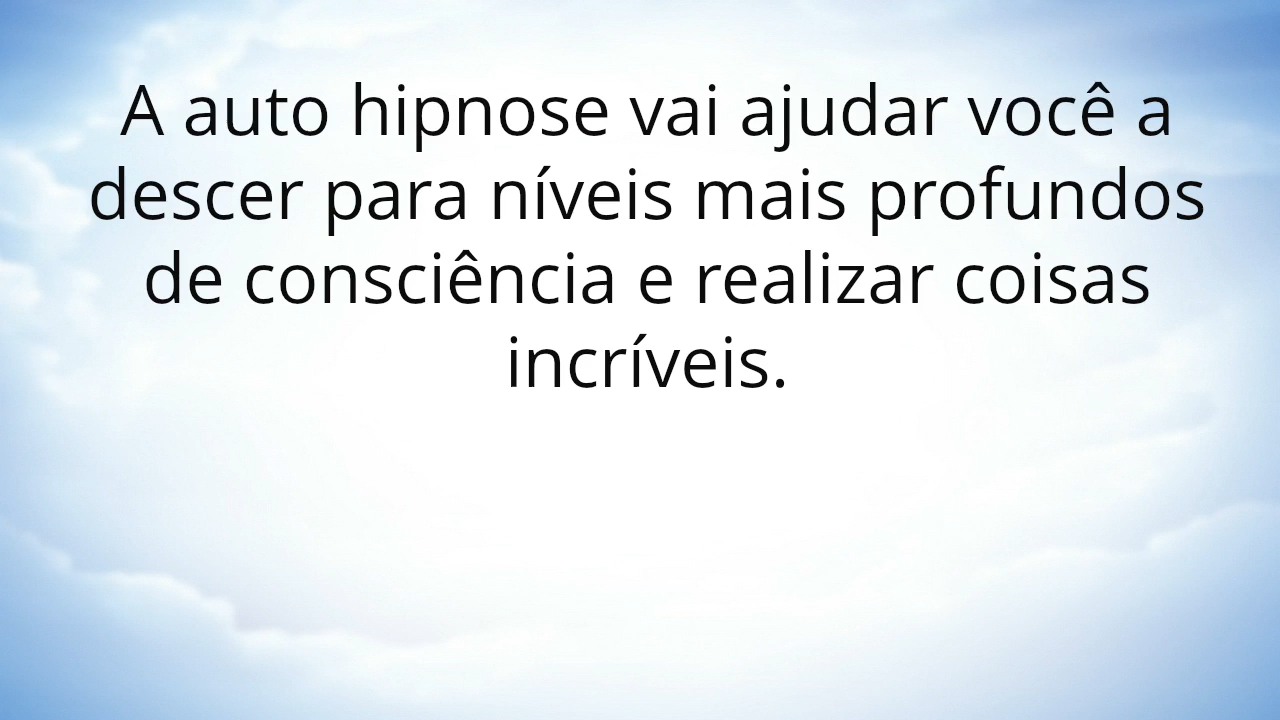 A auto hipnose vai ajudar você a
descer para níveis mais profundos
de consciência e realizar coisas
incríveis.